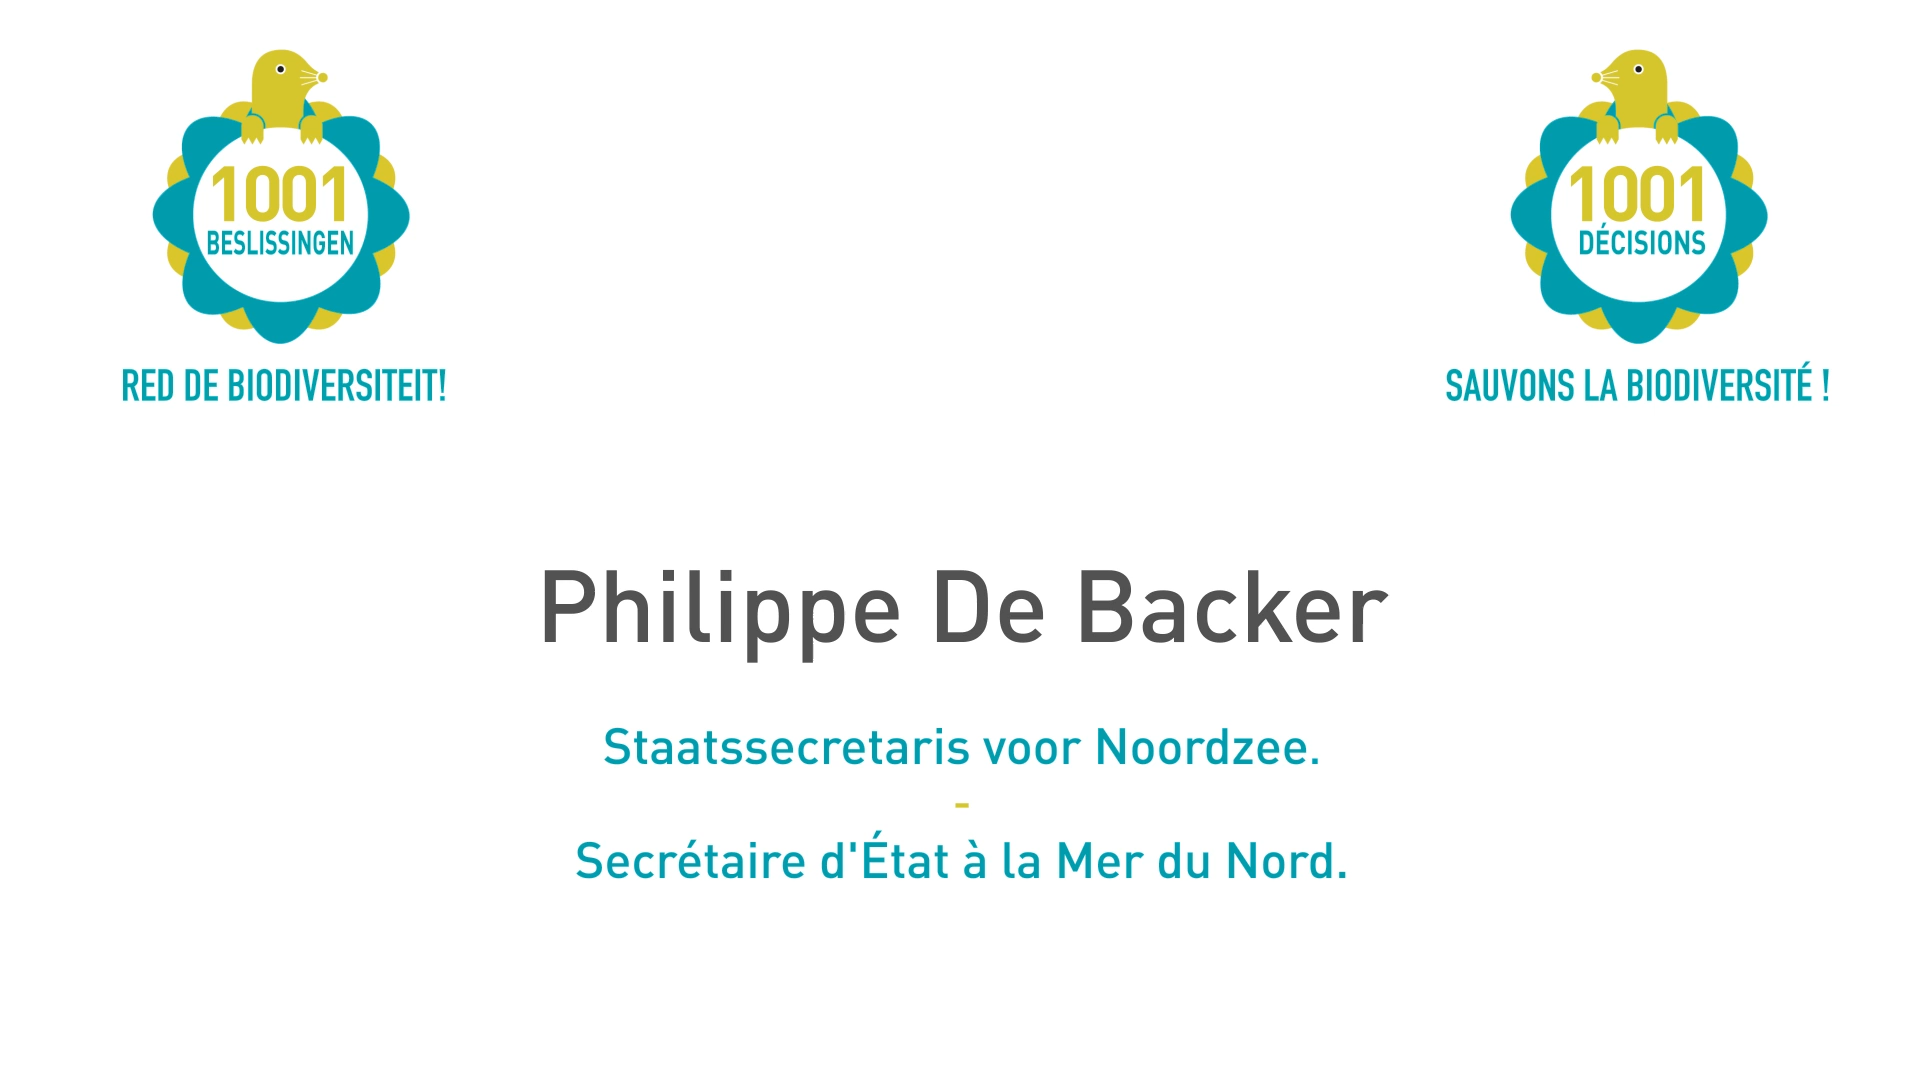 1001
BESLISSINGEN
RED DE BIODIVERSITEIT!
1001
DÉCISIONS
SAUVONS LA BIODIVERSITÉ !
Philippe De Backer
Staatssecretaris voor Noordzee.
-
Secrétaire d'État à la Mer du Nord.